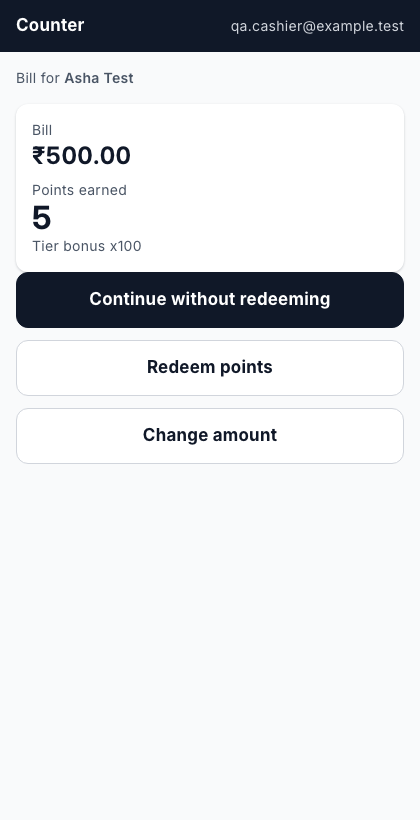 Counter
qa.cashier@example.test
Bill for Asha Test
Bill
₹500.00
Points earned
5
Tier bonus x100
Continue without redeeming
Redeem points
Change amount